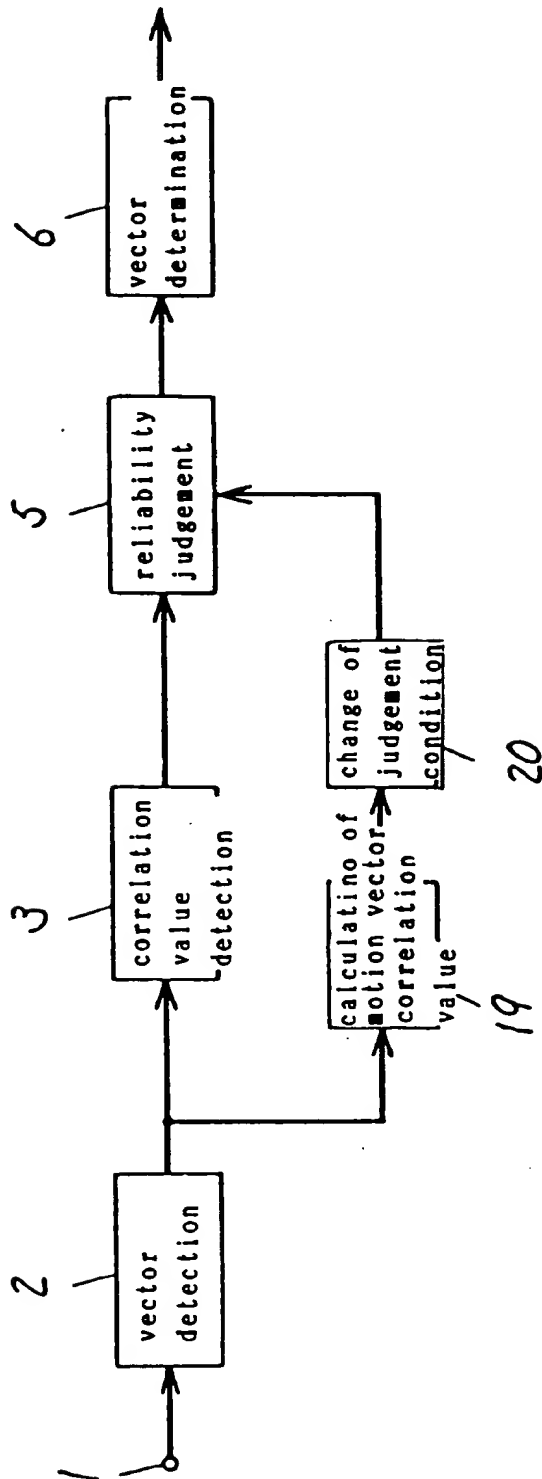 1
2
vector
detection
3
correlation
value
detection
5
reliability
judgement
6
vector
determination
calculatino of
motion vector
correlation
value
19
change of
judgement
condition
20